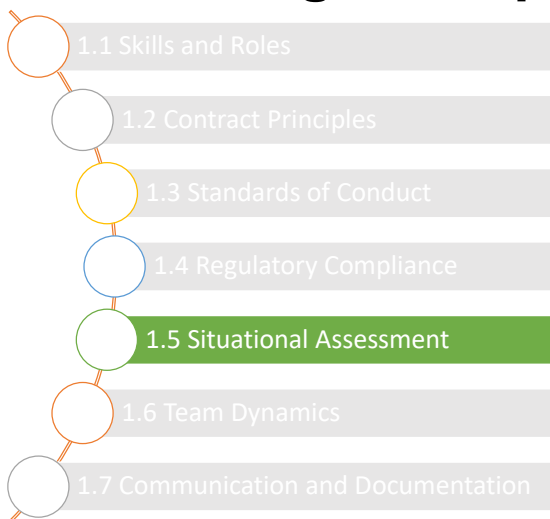 1.1 Skills and Roles
1.2 Contract Principles
1.3 Standards of Conduct
1.4 Regulatory Compliance
1.5 Situational Assessment
1.6 Team Dynamics
1.7 Communication and Documentation